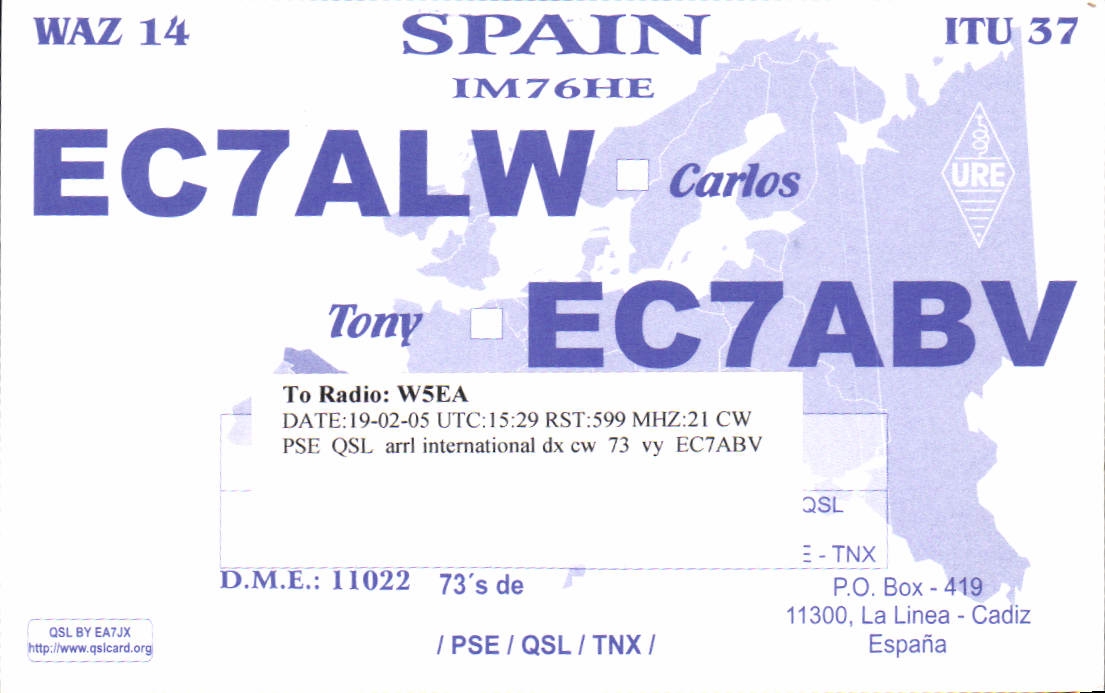 WAZ 14
SPAIN
ITU 37
IM76HE
EC7ALW
Carlos
URE
Tony
EC7ABV
To Radio: W5EA
DATE:19-02-05 UTC:15:29 RST:599 MHZ:21 CW
PSE QSL arrl international dx cw 73 vy EC7ABV
QSL
- TNX
D.M.E.: 11022
73´s de
P.O. Box - 419
11300, La Linea - Cadiz
España
QSL BY EA7JX
http://www.qslcard.org
/ PSE / QSL / TNX /